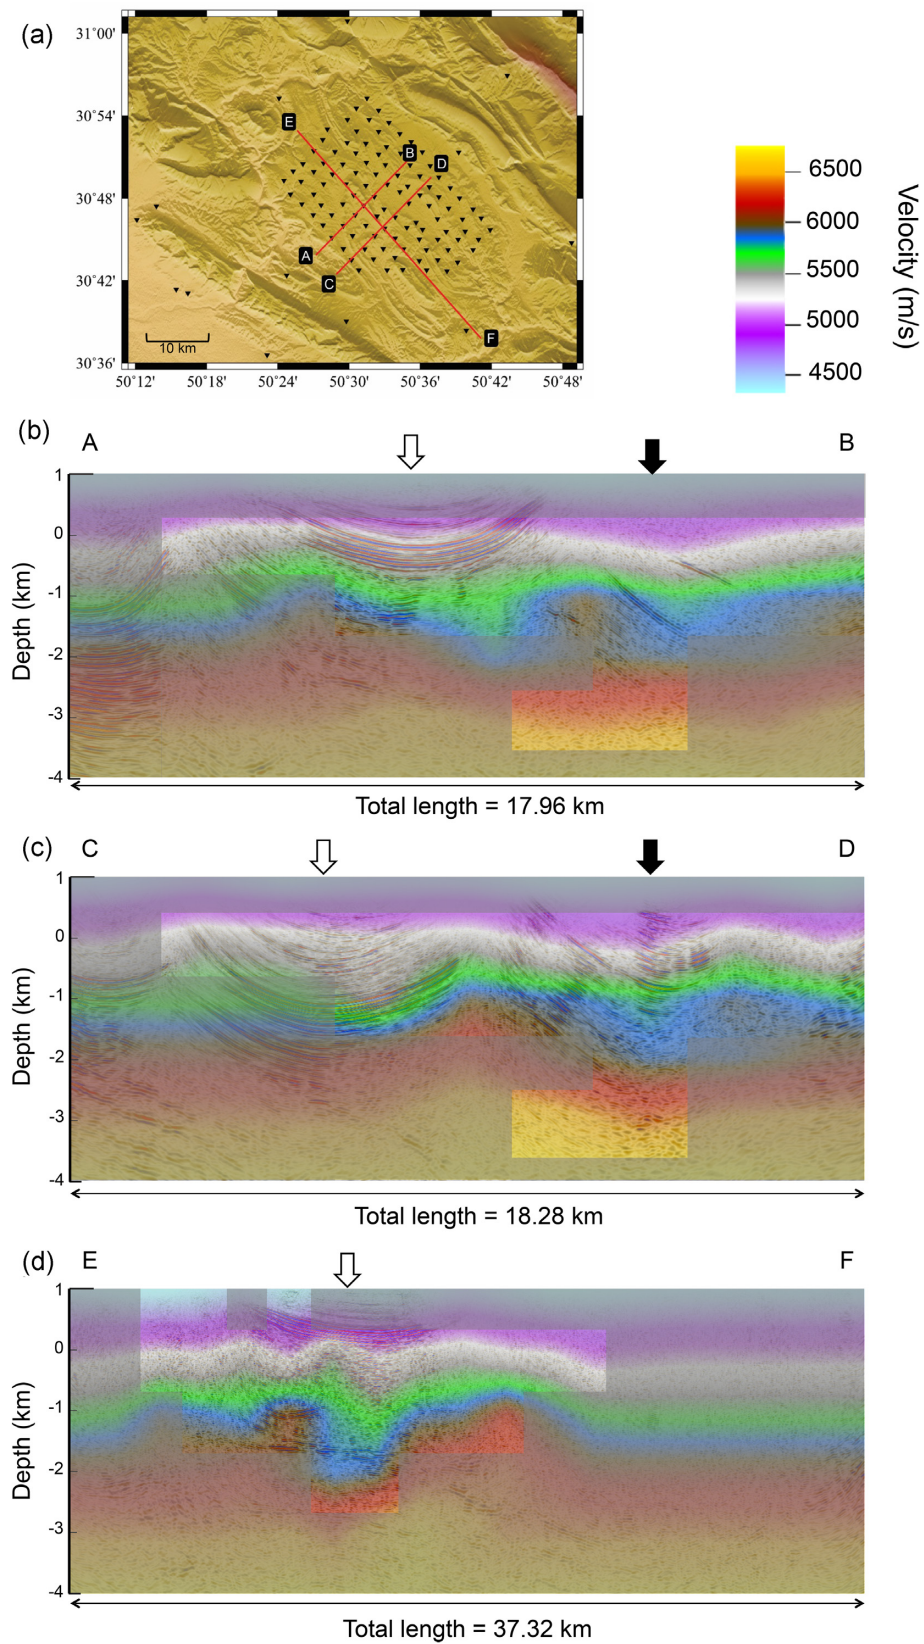 (a)
31°00'
30°54'
30°48'
30°42'
30°36'
50°12' 50°18' 50°24' 50°30' 50°36' 50°42' 50°48'
E
B
D
A
C
F
10 km
6500
6000
5500
5000
4500
Velocity (m/s)
(b)
A B
1
0
-1
-2
-3
-4
Depth (km)
Total length = 17.96 km
(c)
C D
1
0
-1
-2
-3
-4
Depth (km)
Total length = 18.28 km
(d)
E F
1
0
-1
-2
-3
-4
Depth (km)
Total length = 37.32 km